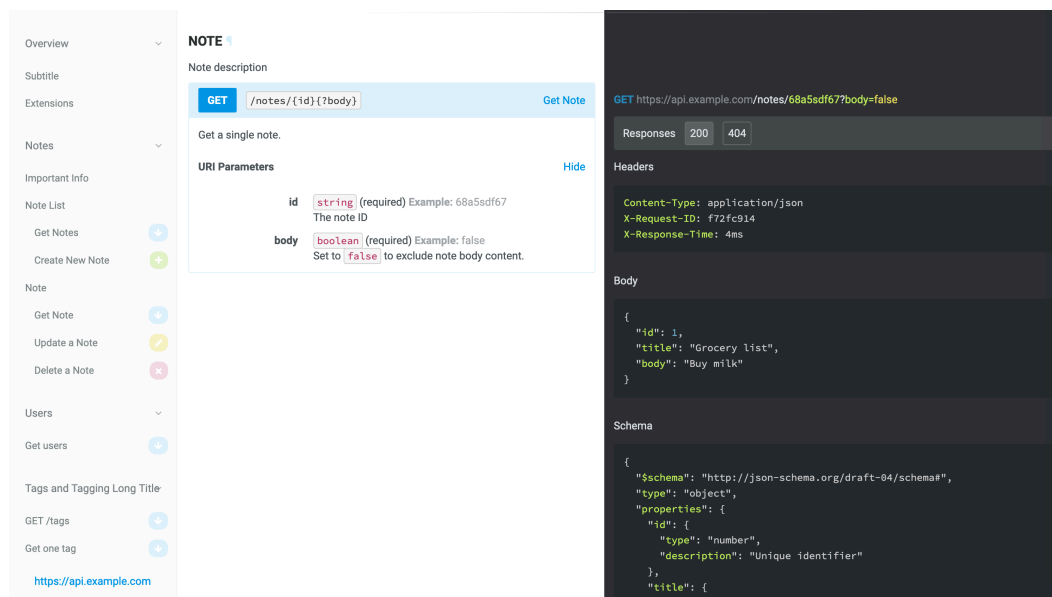 Overview
Subtitle
Extensions
Notes
Important Info
Note List
Get Notes
Create New Note
Note
Get Note
Update a Note
Delete a Note
Users
Get users
Tags and Tagging Long Title
GET /tags
Get one tag
https://api.example.com
NOTE ¶
Note description
GET /notes/{id}{?body} Get Note
Get a single note.
URI Parameters Hide
id string (required) Example: 68a5sdf67
The note ID
body boolean (required) Example: false
Set to false to exclude note body content.
GET https://api.example.com/notes/68a5sdf67?body=false
Responses 200 404
Headers
Content-Type: application/json
X-Request-ID: f72fc914
X-Response-Time: 4ms
Body
{
"id": 1,
"title": "Grocery list",
"body": "Buy milk"
}
Schema
{
"$schema": "http://json-schema.org/draft-04/schema#",
"type": "object",
"properties": {
"id": {
"type": "number",
"description": "Unique identifier"
},
"title": {